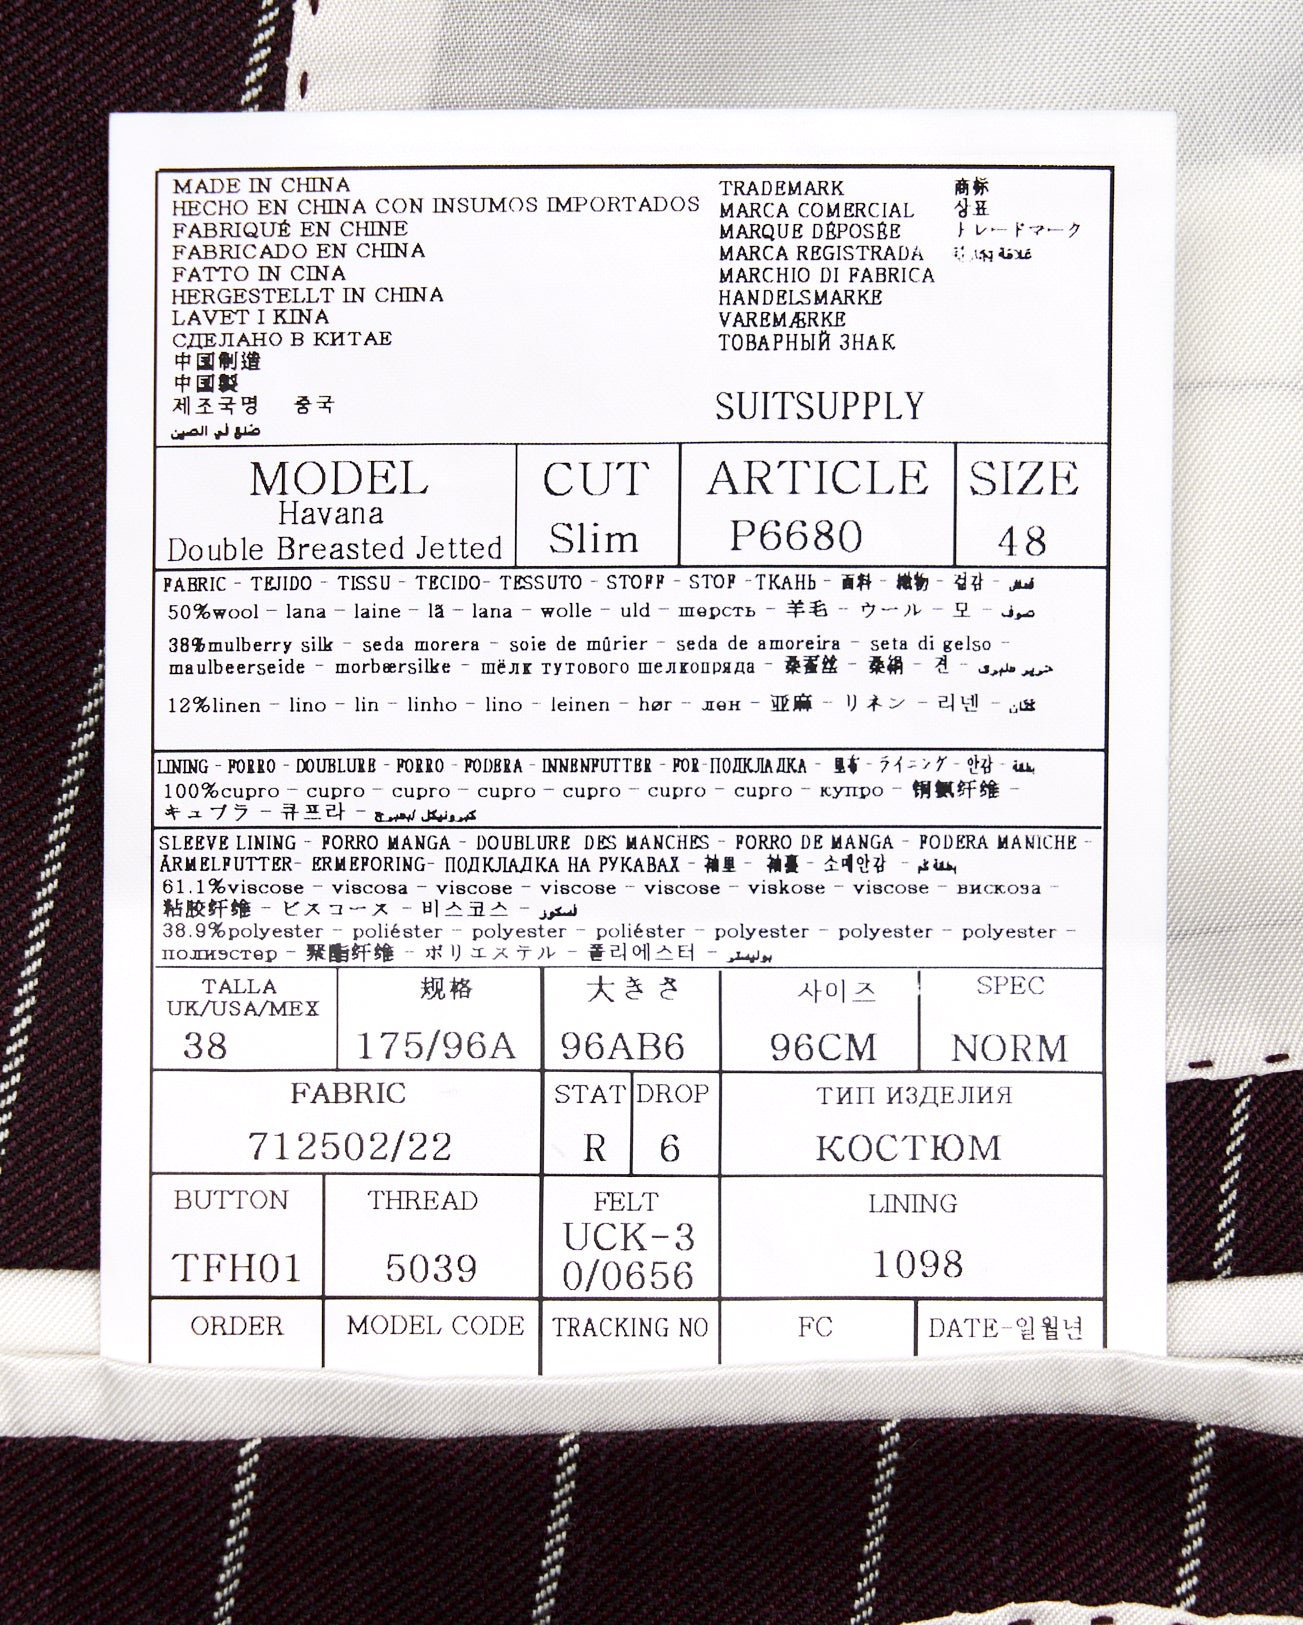 MADE IN CHINA
HECHO EN CHINA CON INSUMOS IMPORTADOS
FABRIQUÉ EN CHINE
FABRICADO EN CHINA
FATTO IN CINA
HERGESTELLT IN CHINA
LAVET I KINA
СДЕЛАНО В КИТАЕ
中国制造
中国製
제조국명 중국
TRADEMARK 商标
MARCA COMERCIAL 상표
MARQUE DÉPOSÉE トレードマーク
MARCA REGISTRADA
MARCHIO DI FABRICA
HANDELSMARKE
VAREMÆRKE
ТОВАРНЫЙ ЗНАК
SUITSUPPLY
MODEL
Havana
Double Breasted Jetted
CUT
Slim
ARTICLE
P6680
SIZE
48
FABRIC - TEJIDO - TISSU - TECIDO- TESSUTO - STOFF - STOF -ТКАНЬ - 面料 - 織物 - 겉감 -
50%wool - lana - laine - lã - lana - wolle - uld - шерсть - 羊毛 - ウール - 모 - صوف
38%mulberry silk - seda morera - soie de mûrier - seda de amoreira - seta di gelso -
maulbeerseide - morbærsilke - шёлк тутового шелкопряда - 桑蚕丝 - 桑絹 - 견 -
12%linen - lino - lin - linho - lino - leinen - hør - лен - 亚麻 - リネン - 리넨 -
LINING - FORRO - DOUBLURE - FORRO - FODERA - INNENFUTTER - FOR-ПОДКЛАДКА - 里布 - ライニング - 안감 -
100%cupro - cupro - cupro - cupro - cupro - cupro - cupro - купро - 铜氨纤维 -
キュプラ - 큐프라 -
SLEEVE LINING - FORRO MANGA - DOUBLURE DES MANCHES - FORRO DE MANGA - FODERA MANICHE -
ÄRMELFUTTER- ERMEFORING- ПОДКЛАДКА НА РУКАВАХ - 袖里 - 袖裏 - 소매안감 -
61.1%viscose - viscosa - viscose - viscose - viscose - viskose - viscose - вискоза -
粘胶纤维 - ビスコース - 비스코스 -
38.9%polyester - poliéster - polyester - poliéster - polyester - polyester - polyester -
полиэстер - 聚酯纤维 - ポリエステル - 폴리에스터 -
TALLA
UK/USA/MEX
38
规格
175/96A
大きさ
96AB6
사이즈
96CM
SPEC
NORM
FABRIC
712502/22
STAT
R
DROP
6
ТИП ИЗДЕЛИЯ
КОСТЮМ
BUTTON
TFH01
THREAD
5039
FELT
UCK-3
0/0656
LINING
1098
ORDER
MODEL CODE
TRACKING NO
FC
DATE-일월년